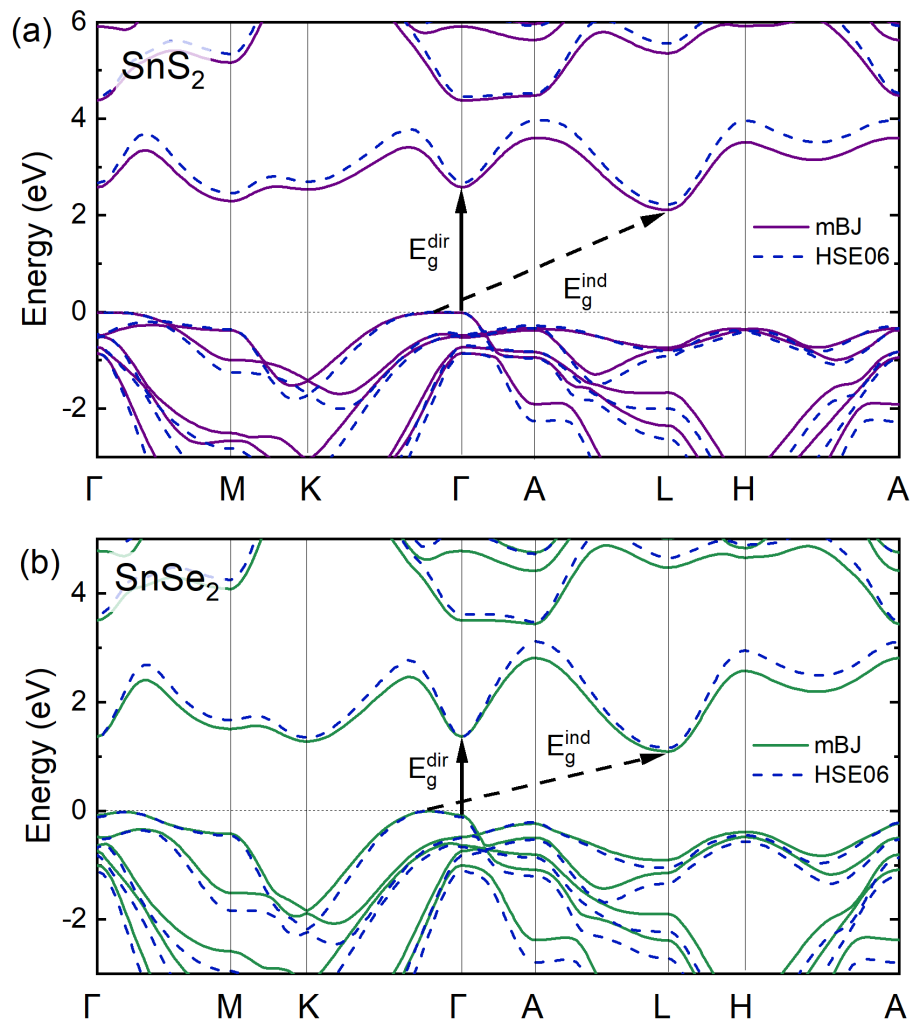 (a)
SnS₂
6
4
2
0
-2
Energy (eV)
E_g^dir
E_g^ind
mBJ
HSE06
Γ M K Γ A L H A
(b)
SnSe₂
4
2
0
-2
Energy (eV)
E_g^dir
E_g^ind
mBJ
HSE06
Γ M K Γ A L H A